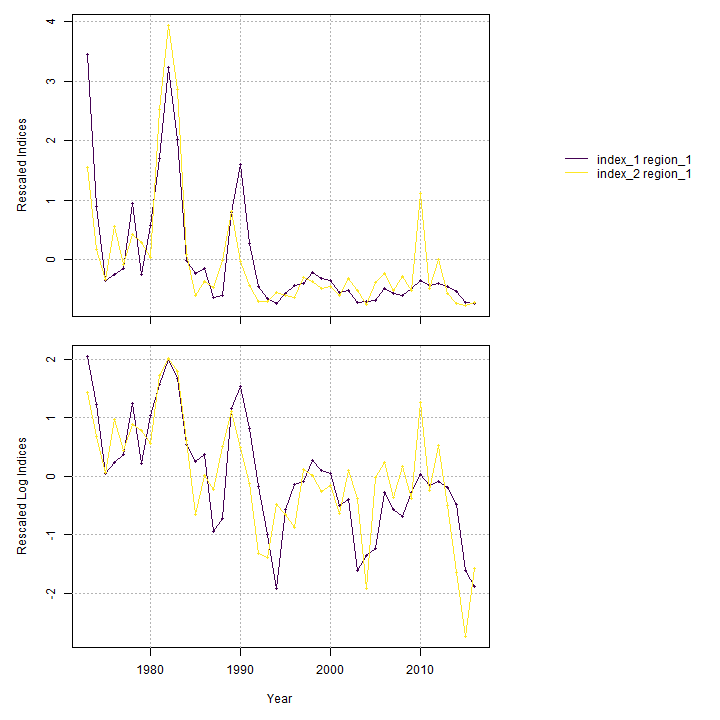 4
3
2
1
0
Rescaled Indices
index_1 region_1
index_2 region_1
2
1
0
-1
-2
Rescaled Log Indices
1980 1990 2000 2010
Year